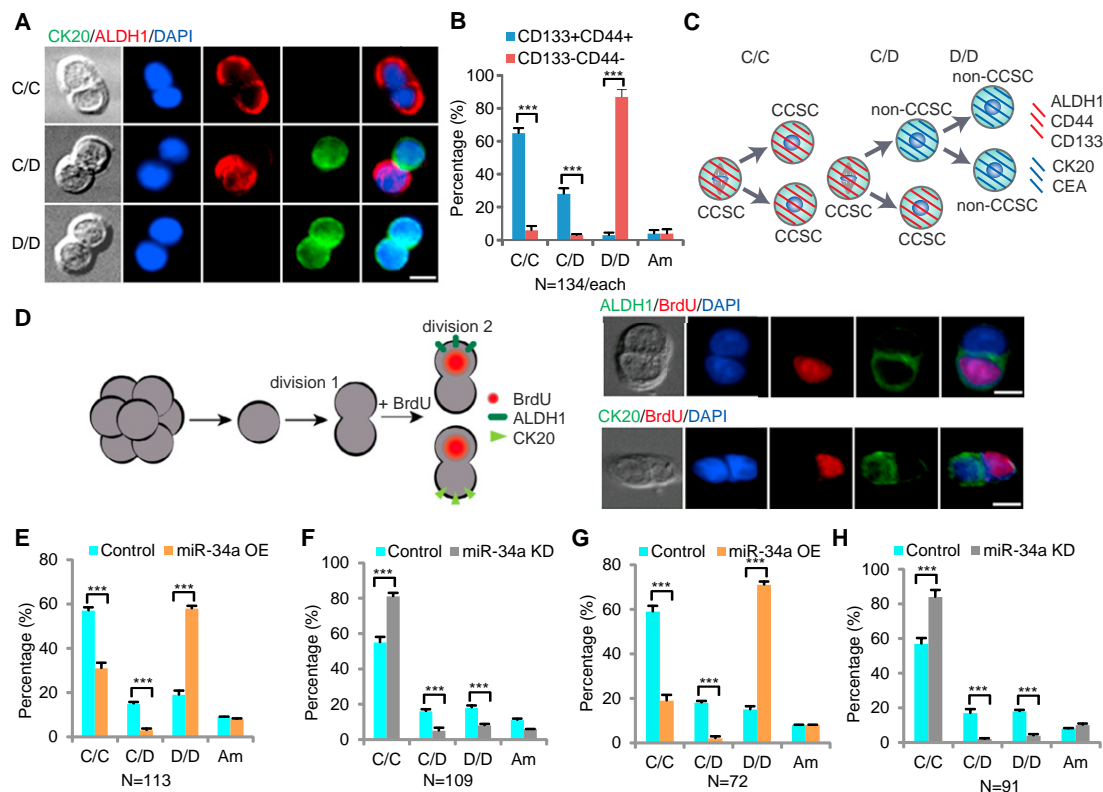 A
CK20/ALDH1/DAPI
C/C
C/D
D/D
B
CD133+CD44+
CD133-CD44-
Percentage (%)
100
80
60
40
20
0
***
***
***
C/C C/D D/D Am
N=134/each
C
C/C C/D D/D
non-CCSC
non-CCSC
CCSC
CCSC
CCSC
CCSC
CCSC
non-CCSC
ALDH1
CD44
CD133
CK20
CEA
D
division 1
+ BrdU
division 2
BrdU
ALDH1
CK20
ALDH1/BrdU/DAPI
CK20/BrdU/DAPI
E
Control miR-34a OE
Percentage (%)
80
60
40
20
0
***
***
***
C/C C/D D/D Am
N=113
F
Control miR-34a KD
Percentage (%)
100
80
60
40
20
0
***
***
***
C/C C/D D/D Am
N=109
G
Control miR-34a OE
Percentage (%)
80
60
40
20
0
***
***
***
C/C C/D D/D Am
N=72
H
Control miR-34a KD
Percentage (%)
100
80
60
40
20
0
***
***
***
C/C C/D D/D Am
N=91